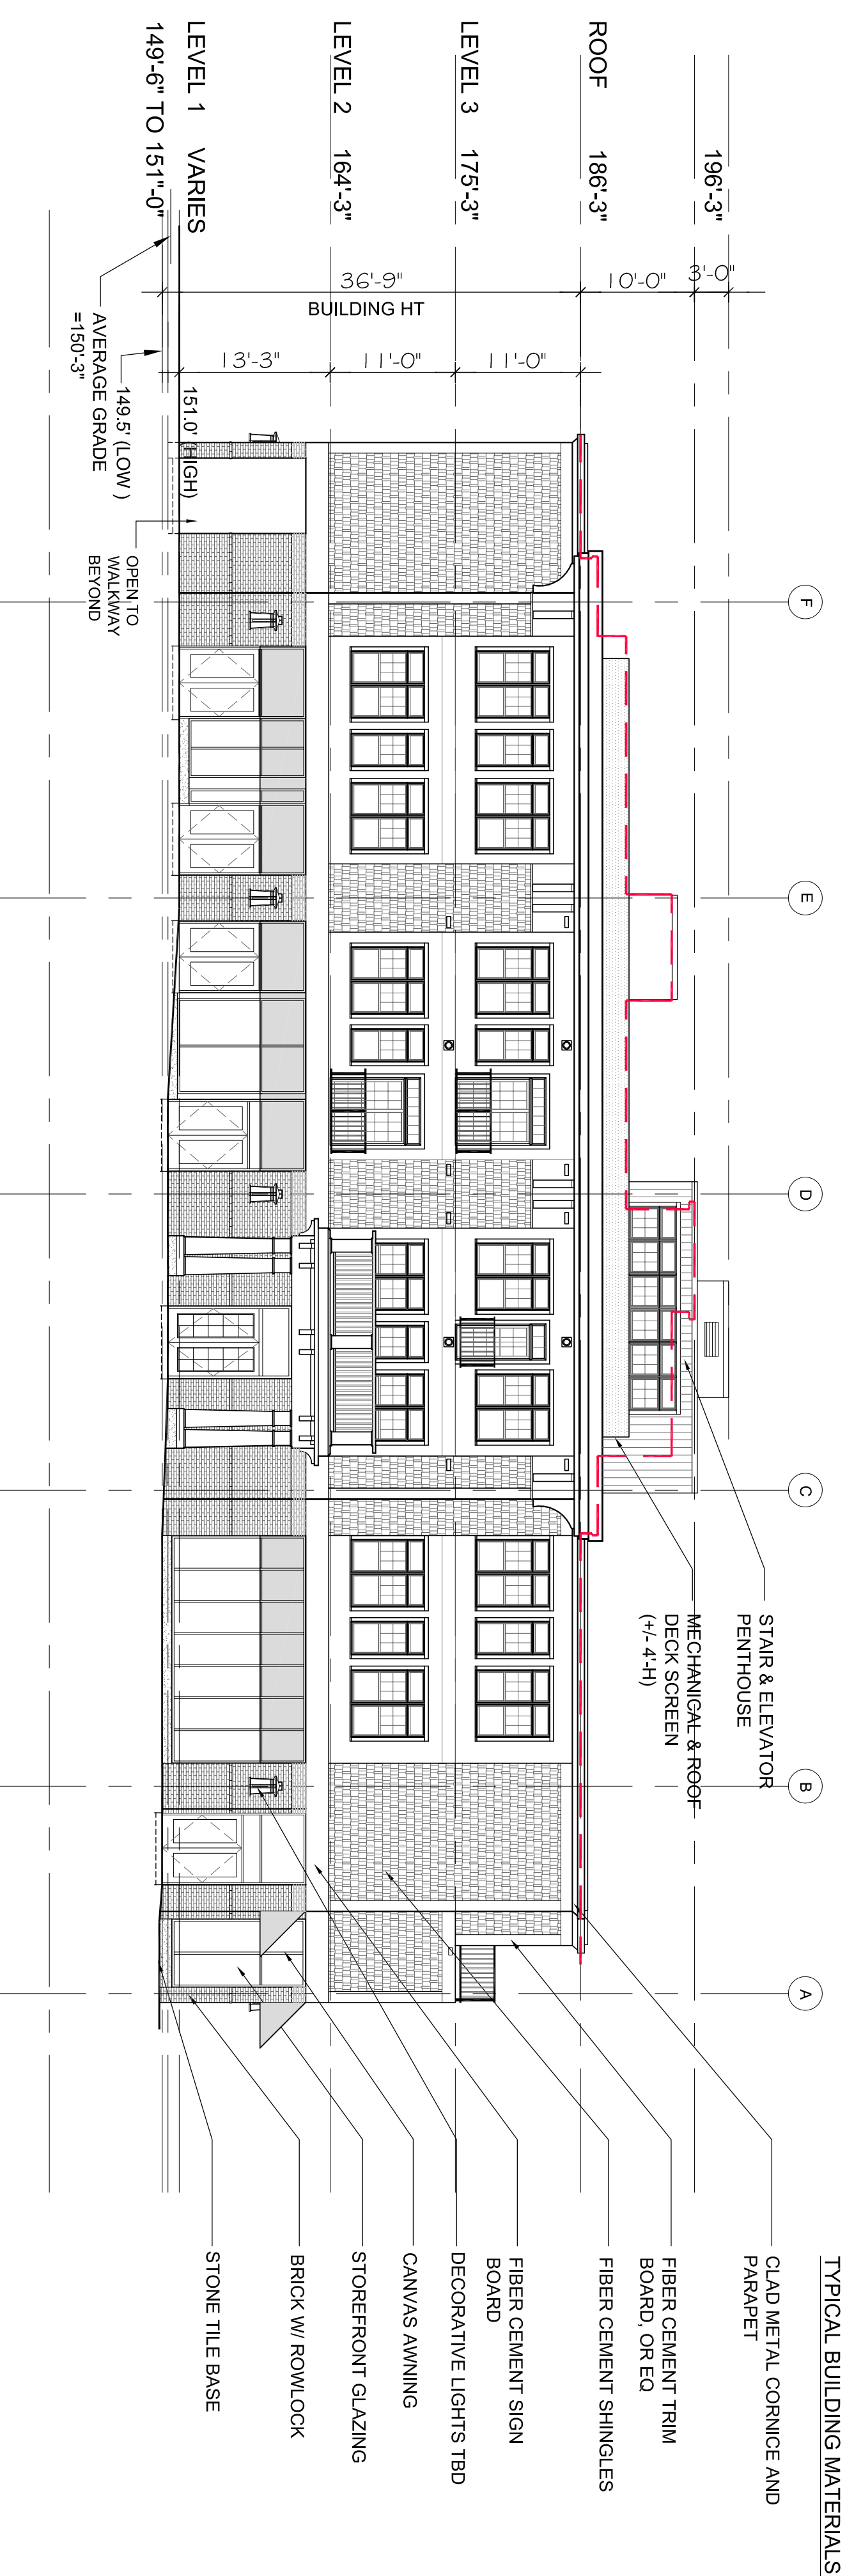 TYPICAL BUILDING MATERIALS
196'-3"
ROOF 186'-3"
LEVEL 3 175'-3"
LEVEL 2 164'-3"
LEVEL 1 VARIES
149'-6" TO 151"-0"
3'-0"
10'-0"
36'-9"
BUILDING HT
11'-0"
11'-0"
13'-3"
151.0' (HIGH)
149.5' (LOW )
AVERAGE GRADE
=150'-3"
OPEN TO
WALKWAY
BEYOND
F
E
D
C
B
A
STAIR & ELEVATOR
PENTHOUSE
MECHANICAL & ROOF
DECK SCREEN
(+/- 4'-H)
CLAD METAL CORNICE AND
PARAPET
FIBER CEMENT TRIM
BOARD, OR EQ
FIBER CEMENT SHINGLES
FIBER CEMENT SIGN
BOARD
DECORATIVE LIGHTS TBD
CANVAS AWNING
STOREFRONT GLAZING
BRICK W/ ROWLOCK
STONE TILE BASE